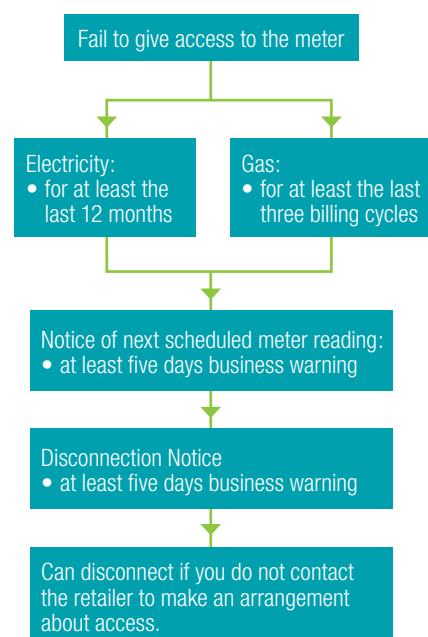 Fail to give access to the meter
Electricity:
• for at least the
last 12 months
Gas:
• for at least the last
three billing cycles
Notice of next scheduled meter reading:
• at least five days business warning
Disconnection Notice
• at least five days business warning
Can disconnect if you do not contact
the retailer to make an arrangement
about access.